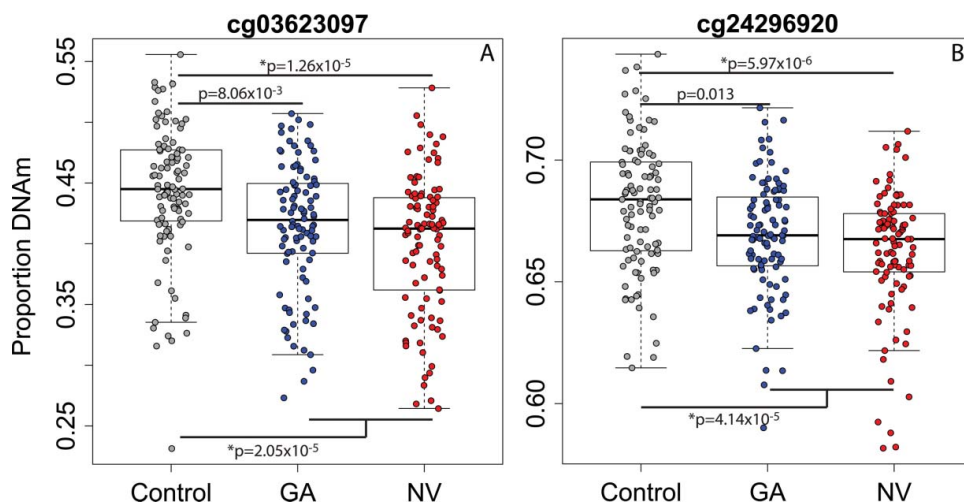 cg03623097
A
*p=1.26x10-5
p=8.06x10-3
*p=2.05x10-5
Proportion DNAm
0.55
0.45
0.35
0.25
Control GA NV
cg24296920
B
*p=5.97x10-6
p=0.013
*p=4.14x10-5
0.70
0.65
0.60
Control GA NV